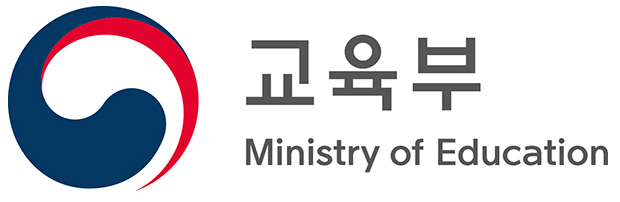 교육부
Ministry of Education